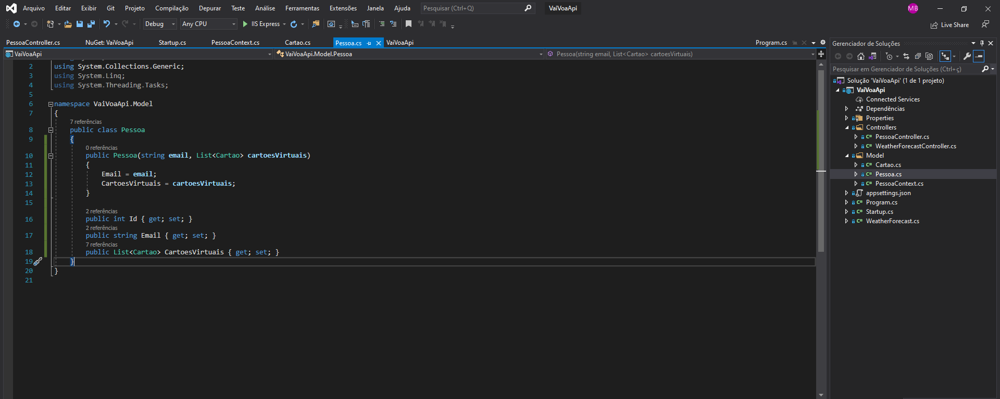 Arquivo Editar Exibir Git Projeto Compilação Depurar Teste Análise Ferramentas Extensões Janela Ajuda Pesquisar (Ctrl+Q) VaiVoaApi MB
Debug Any CPU IIS Express Live Share
PessoaController.cs NuGet: VaiVoaApi Startup.cs PessoaContext.cs Cartao.cs Pessoa.cs VaiVoaApi Program.cs
VaiVoaApi VaiVoaApi.Model.Pessoa Pessoa(string email, List<Cartao> cartoesVirtuais)
2 using System.Collections.Generic;
3 using System.Linq;
4 using System.Threading.Tasks;
5
6 namespace VaiVoaApi.Model
7 {
7 referências
8 public class Pessoa
9 {
0 referências
10 public Pessoa(string email, List<Cartao> cartoesVirtuais)
11 {
12 Email = email;
13 CartoesVirtuais = cartoesVirtuais;
14 }
15
2 referências
16 public int Id { get; set; }
2 referências
17 public string Email { get; set; }
7 referências
18 public List<Cartao> CartoesVirtuais { get; set; }
19 }
20 }
21
Gerenciador de Soluções
Pesquisar em Gerenciador de Soluções (Ctrl+ç)
Solução 'VaiVoaApi' (1 de 1 projeto)
VaiVoaApi
Connected Services
Dependências
Properties
Controllers
C# PessoaController.cs
C# WeatherForecastController.cs
Model
C# Cartao.cs
C# Pessoa.cs
C# PessoaContext.cs
appsettings.json
C# Program.cs
C# Startup.cs
C# WeatherForecast.cs